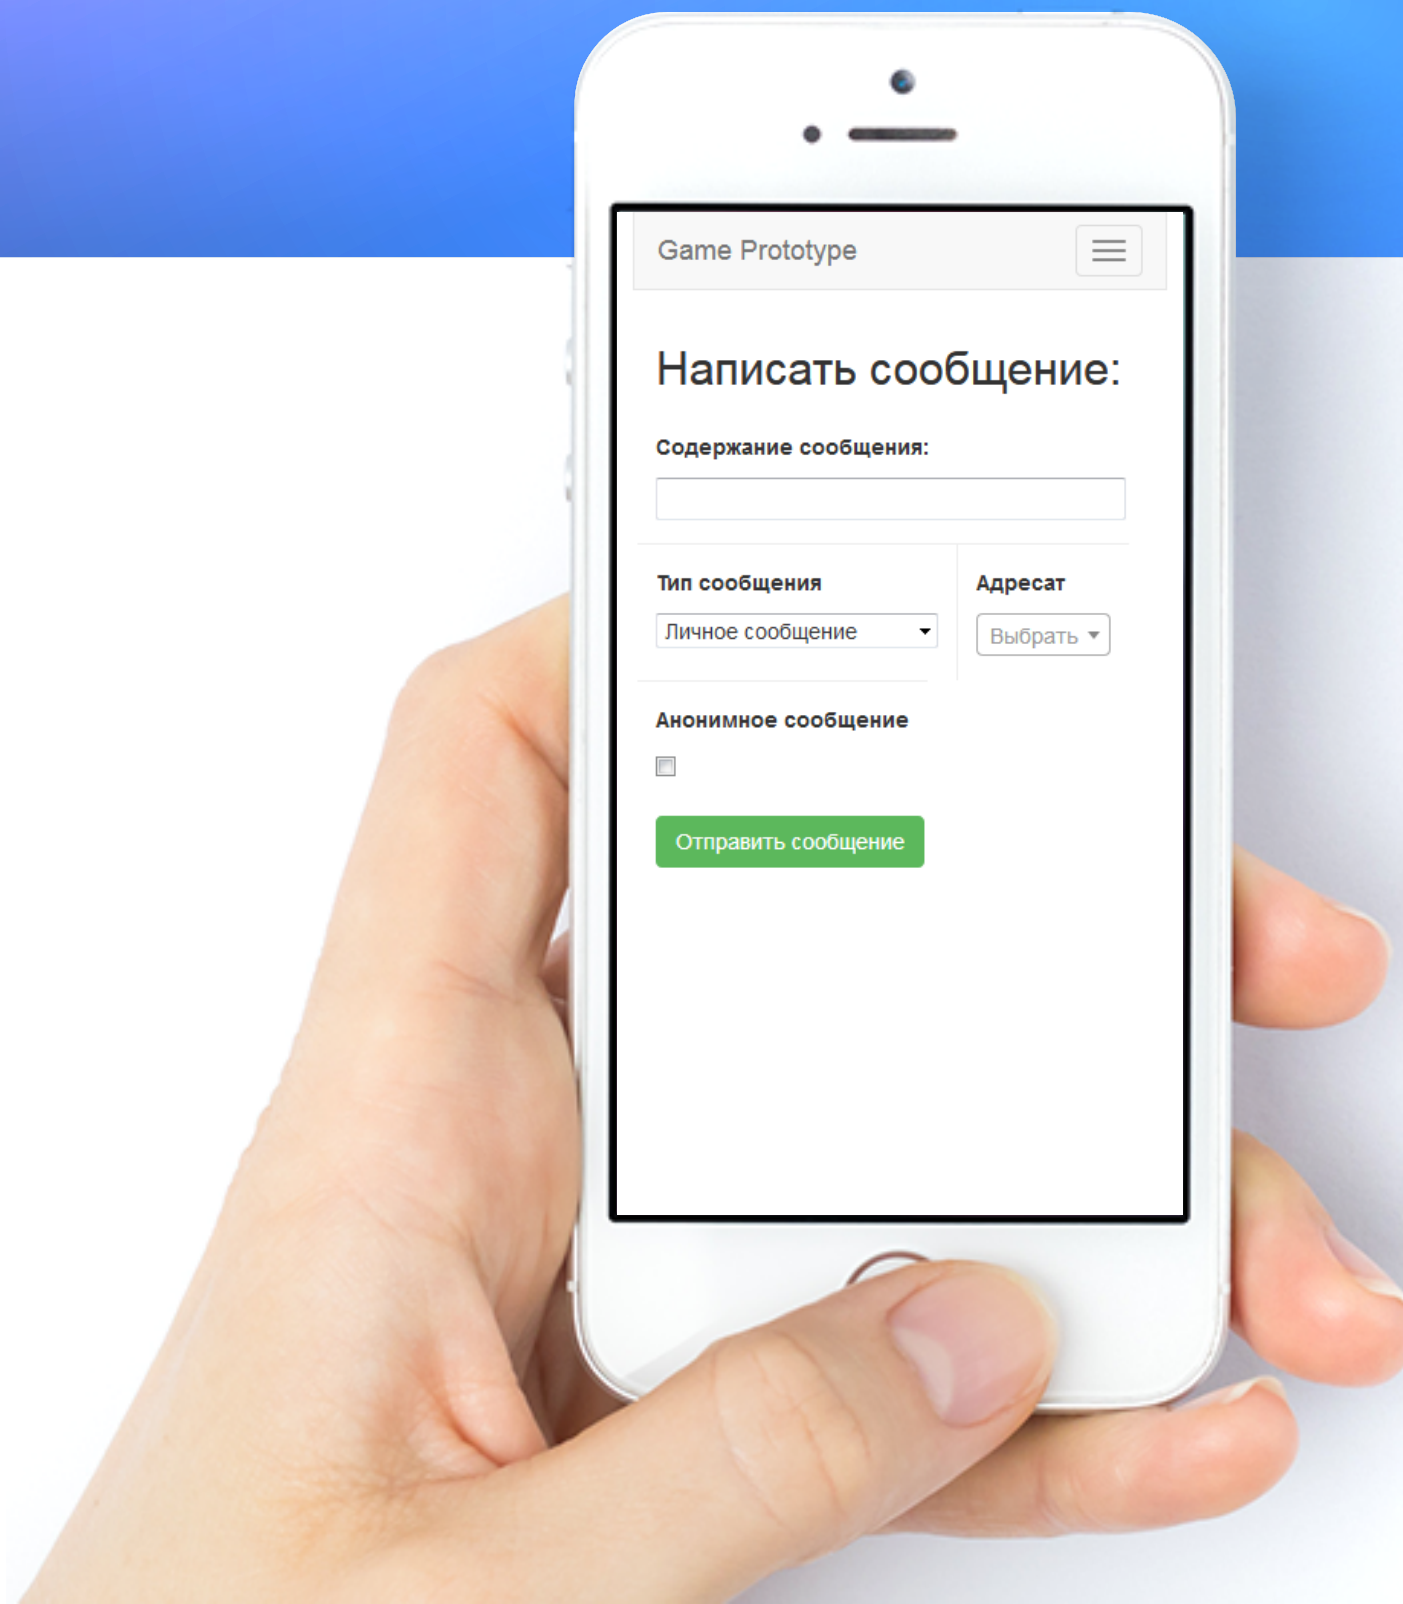 Game Prototype
Написать сообщение:
Содержание сообщения:
Тип сообщения
Адресат
Личное сообщение
Выбрать
Анонимное сообщение
Отправить сообщение